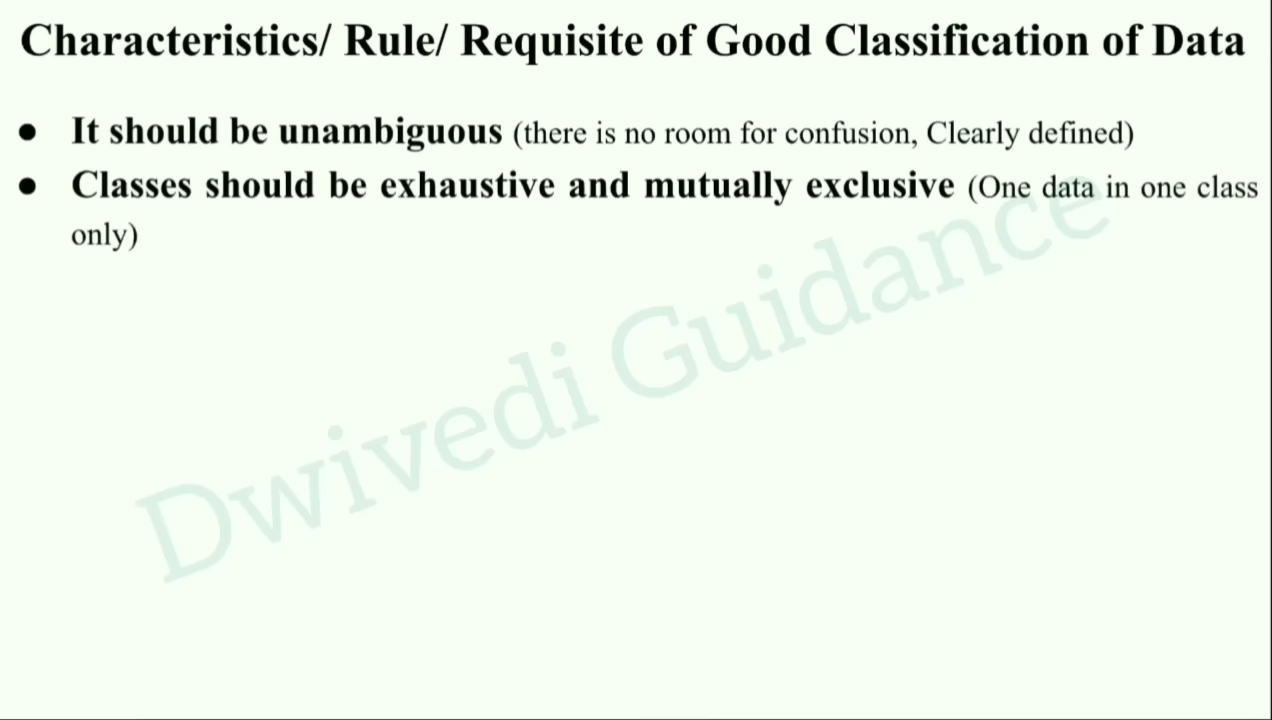 Characteristics/ Rule/ Requisite of Good Classification of Data
● It should be unambiguous (there is no room for confusion, Clearly defined)
● Classes should be exhaustive and mutually exclusive (One data in one class
only)
Dwivedi Guidance